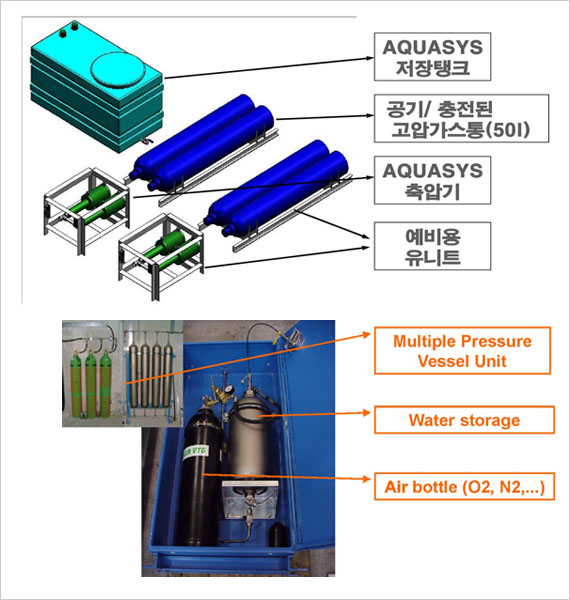 AQUASYS
저장탱크
공기/ 충전된
고압가스통(50l)
AQUASYS
축압기
예비용
유니트
Multiple Pressure
Vessel Unit
Water storage
Air bottle (O2, N2,...)
VTG